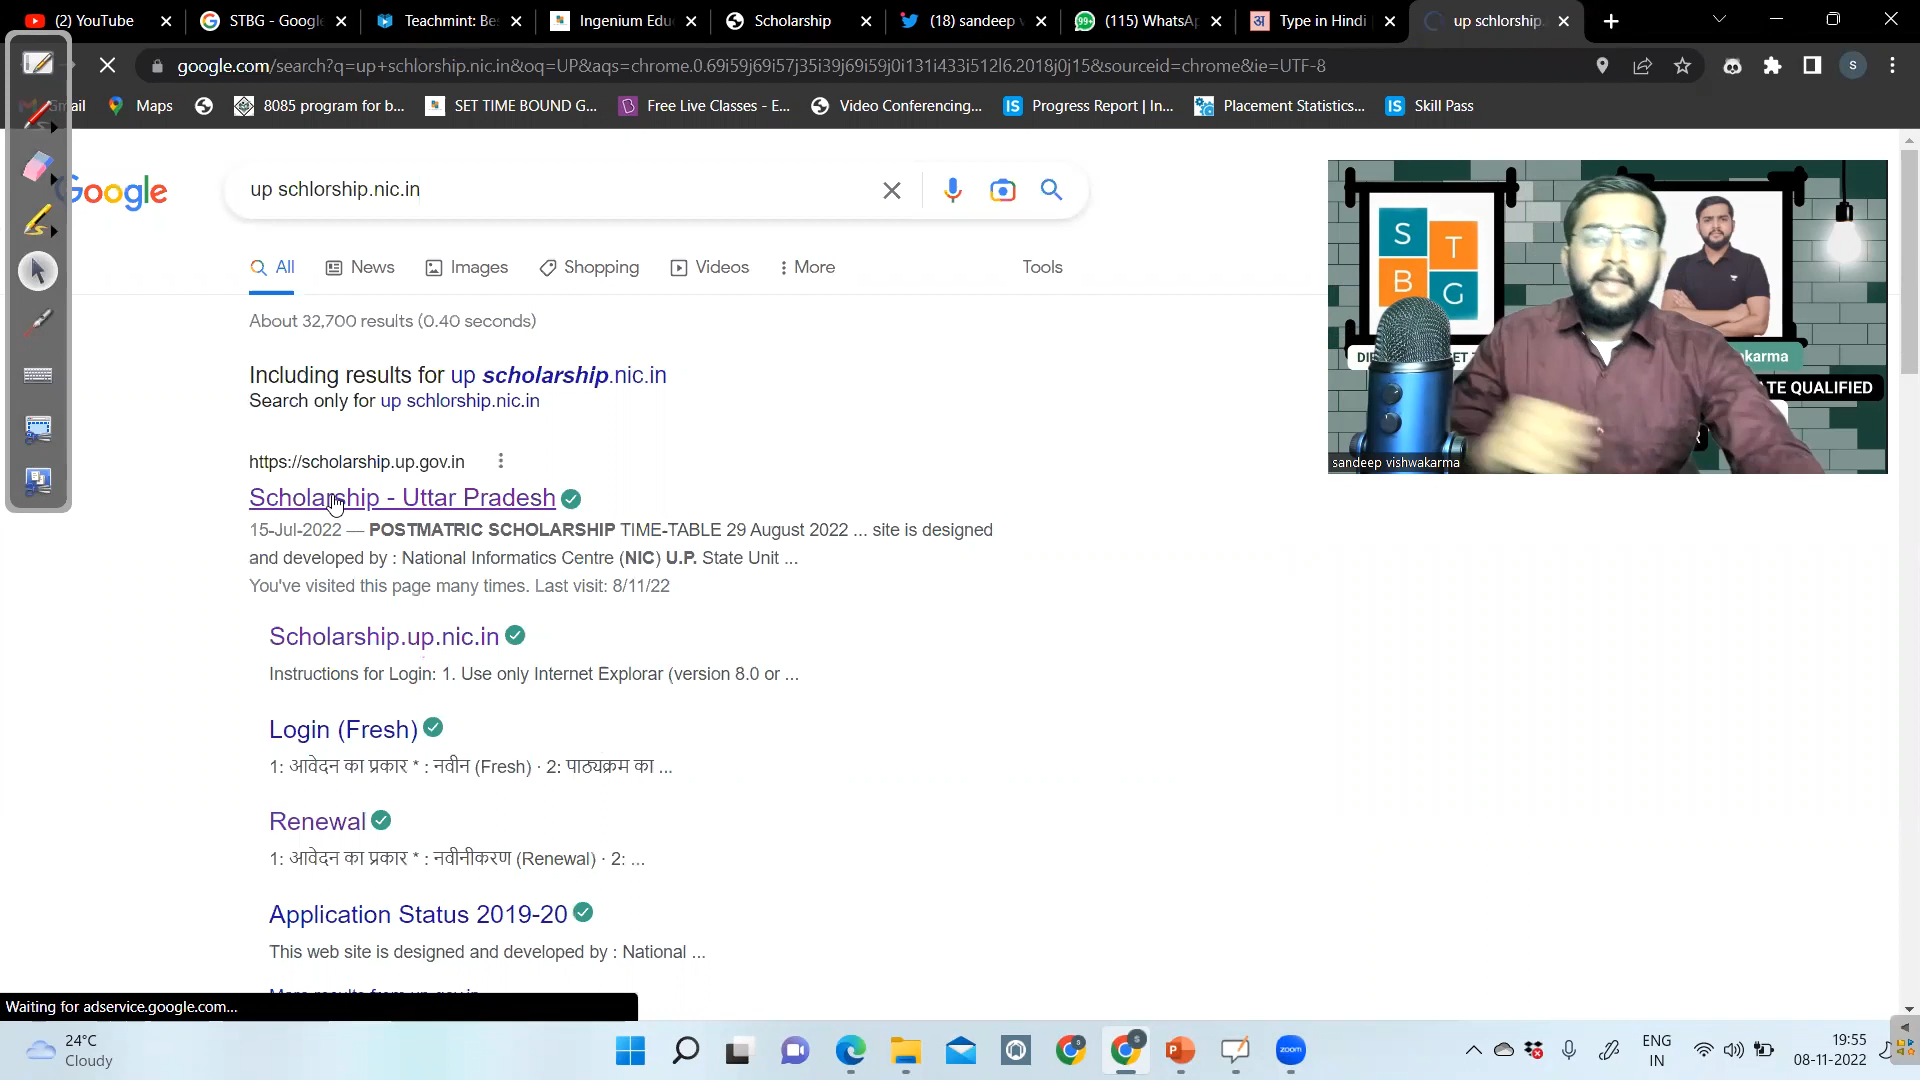 (2) YouTube
STBG - Google
Teachmint: Be
Ingenium Edu
Scholarship
(18) sandeep v
99+
(115) WhatsAp
अ
Type in Hindi
up schlorship.
google.com/search?q=up+schlorship.nic.in&oq=UP&aqs=chrome.0.69i59j69i57j35i39j69i59j0i131i433i512l6.2018j0j15&sourceid=chrome&ie=UTF-8
S
Maps
8085 program for b...
SET TIME BOUND G...
Free Live Classes - E...
Video Conferencing...
IS
Progress Report | In...
Placement Statistics...
IS
Skill Pass
Google
up schlorship.nic.in
All
News
Images
Shopping
Videos
More
Tools
About 32,700 results (0.40 seconds)
Including results for up scholarship.nic.in
Search only for up schlorship.nic.in
https://scholarship.up.gov.in
Scholarship - Uttar Pradesh
15-Jul-2022 — POSTMATRIC SCHOLARSHIP TIME-TABLE 29 August 2022 ... site is designed
and developed by : National Informatics Centre (NIC) U.P. State Unit ...
You've visited this page many times. Last visit: 8/11/22
Scholarship.up.nic.in
Instructions for Login: 1. Use only Internet Explorar (version 8.0 or ...
Login (Fresh)
1: आवेदन का प्रकार * : नवीन (Fresh) · 2: पाठ्यक्रम का ...
Renewal
1: आवेदन का प्रकार * : नवीनीकरण (Renewal) · 2: ...
Application Status 2019-20
This web site is designed and developed by : National ...
S
T
B
G
karma
TE QUALIFIED
sandeep vishwakarma
Waiting for adservice.google.com...
24°C
Cloudy
zoom
ENG
IN
19:55
08-11-2022